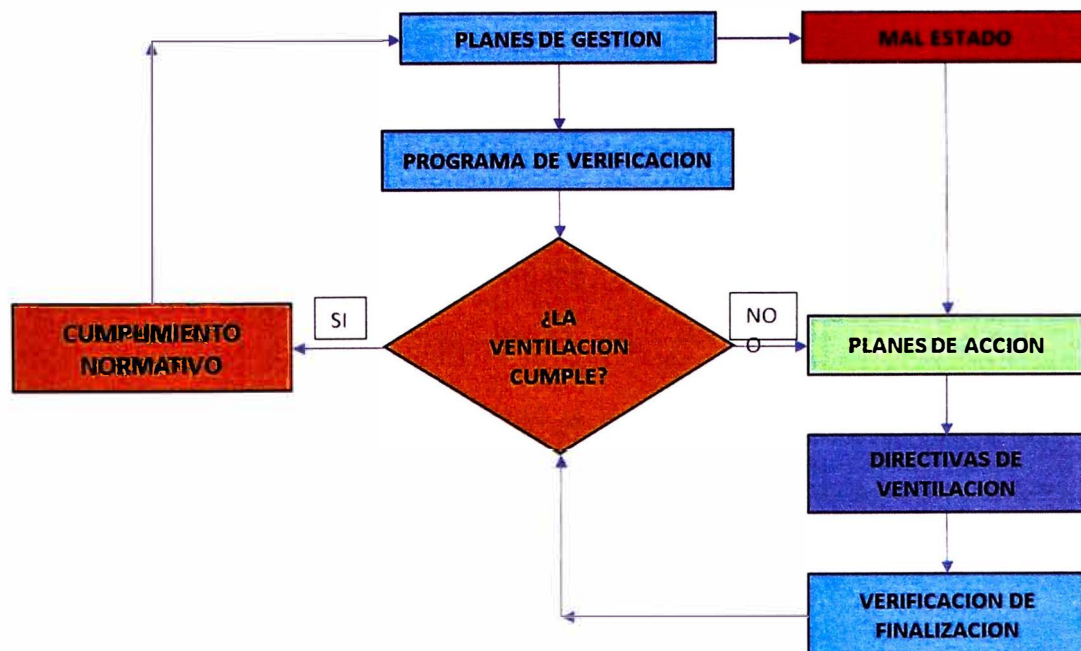 PLANES DE GESTION
MAL ESTADO
PROGRAMA DE VERIFICACION
¿LA
VENTILACION
CUMPLE?
SI
NO
O
CUMPLIMIENTO
NORMATIVO
PLANES DE ACCION
DIRECTIVAS DE
VENTILACION
VERIFICACION DE
FINALIZACION